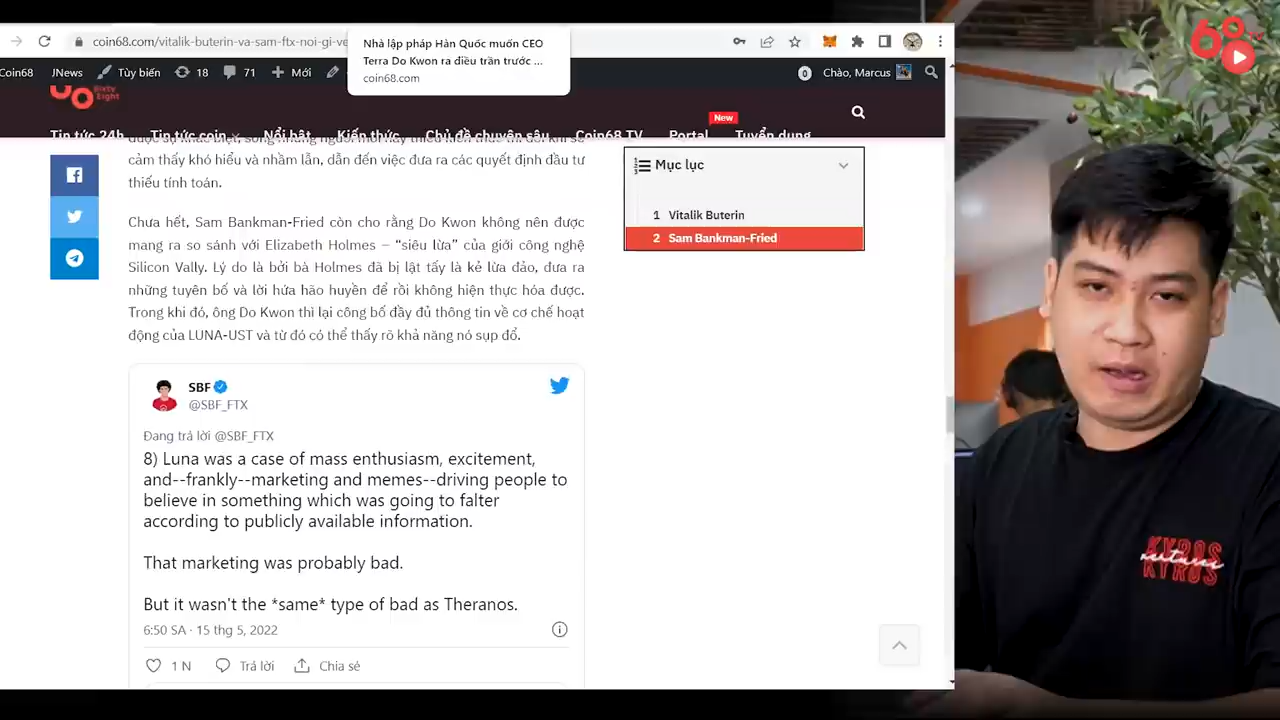 coin68.com/vitalik-buterin-va-sam-ftx-noi-gi-ve
Nhà lập pháp Hàn Quốc muốn CEO
Terra Do Kwon ra điều trần trước ...
coin68.com
68
TV
Coin68
JNews
Tùy biến
18
71
Mới
0
Chào, Marcus
Sixty
Eight
New
Tin tức 24h
Tin tức coin
Nổi bật
Kiến thức
Chủ đề chuyên sâu
Coin68 TV
Portal
Tuyển dụng
cảm thấy khó hiểu và nhầm lẫn, dẫn đến việc đưa ra các quyết định đầu tư
thiếu tính toán.
Chưa hết, Sam Bankman-Fried còn cho rằng Do Kwon không nên được
mang ra so sánh với Elizabeth Holmes – “siêu lừa” của giới công nghệ
Silicon Vally. Lý do là bởi bà Holmes đã bị lật tẩy là kẻ lừa đảo, đưa ra
những tuyên bố và lời hứa hão huyền để rồi không hiện thực hóa được.
Trong khi đó, ông Do Kwon thì lại công bố đầy đủ thông tin về cơ chế hoạt
động của LUNA-UST và từ đó có thể thấy rõ khả năng nó sụp đổ.
Mục lục
1 Vitalik Buterin
2 Sam Bankman-Fried
SBF
@SBF_FTX
Đang trả lời @SBF_FTX
8) Luna was a case of mass enthusiasm, excitement,
and--frankly--marketing and memes--driving people to
believe in something which was going to falter
according to publicly available information.
That marketing was probably bad.
But it wasn't the *same* type of bad as Theranos.
6:50 SA · 15 thg 5, 2022
1 N
Trả lời
Chia sẻ
KYROS
ventures
KYROS